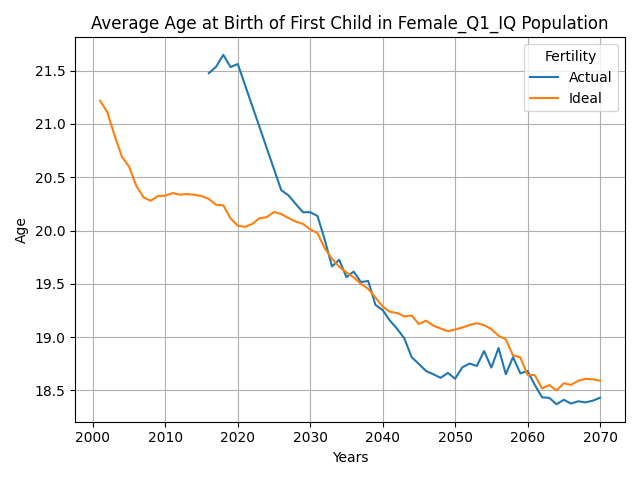 Average Age at Birth of First Child in Female_Q1_IQ Population
Fertility
Actual
Ideal
Age
21.5
21.0
20.5
20.0
19.5
19.0
18.5
2000 2010 2020 2030 2040 2050 2060 2070
Years